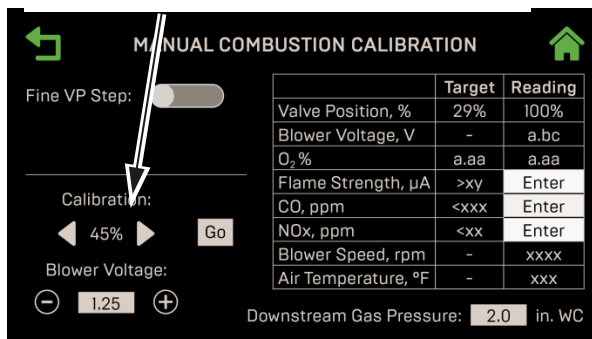 MANUAL COMBUSTION CALIBRATION
Fine VP Step:
Target Reading
Valve Position, % 29% 100%
Blower Voltage, V - a.bc
O₂ % a.aa a.aa
Flame Strength, µA >xy Enter
CO, ppm <xxx Enter
NOx, ppm <xx Enter
Blower Speed, rpm - xxxx
Air Temperature, °F - xxx
Calibration:
45% Go
Blower Voltage:
1.25
Downstream Gas Pressure: 2.0 in. WC